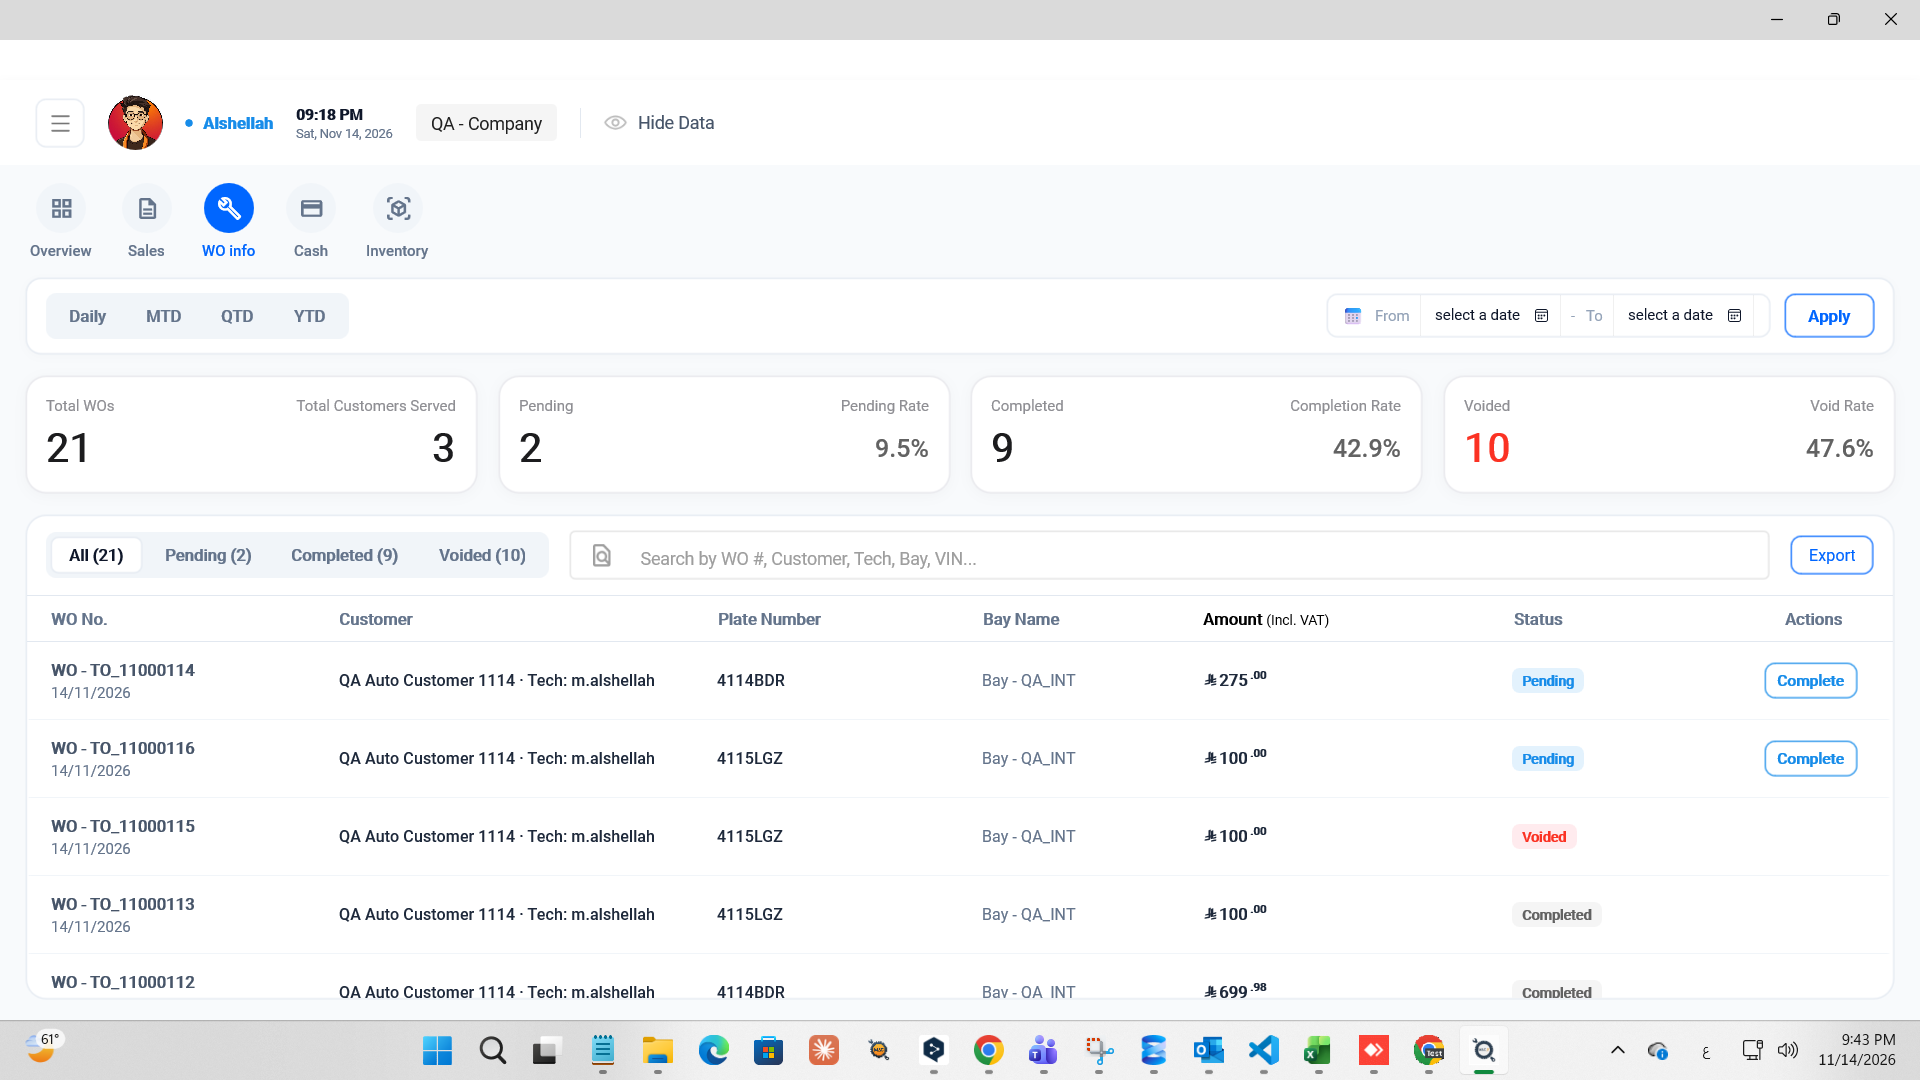 Alshellah
09:18 PM
Sat, Nov 14, 2026
QA - Company
Hide Data
Overview
Sales
WO info
Cash
Inventory
Daily MTD QTD YTD
From select a date - To select a date
Apply
Total WOs Total Customers Served
21 3
Pending Pending Rate
2 9.5%
Completed Completion Rate
9 42.9%
Voided Void Rate
10 47.6%
All (21) Pending (2) Completed (9) Voided (10)
Search by WO #, Customer, Tech, Bay, VIN...
Export
WO No. Customer Plate Number Bay Name Amount (Incl. VAT) Status Actions
WO - TO_11000114
14/11/2026
QA Auto Customer 1114 · Tech: m.alshellah 4114BDR Bay - QA_INT 275.00 Pending Complete
WO - TO_11000116
14/11/2026
QA Auto Customer 1114 · Tech: m.alshellah 4115LGZ Bay - QA_INT 100.00 Pending Complete
WO - TO_11000115
14/11/2026
QA Auto Customer 1114 · Tech: m.alshellah 4115LGZ Bay - QA_INT 100.00 Voided
WO - TO_11000113
14/11/2026
QA Auto Customer 1114 · Tech: m.alshellah 4115LGZ Bay - QA_INT 100.00 Completed
WO - TO_11000112
QA Auto Customer 1114 · Tech: m.alshellah 4114BDR Bay - QA_INT 699.98 Completed
61°
Test
ع
9:43 PM
11/14/2026